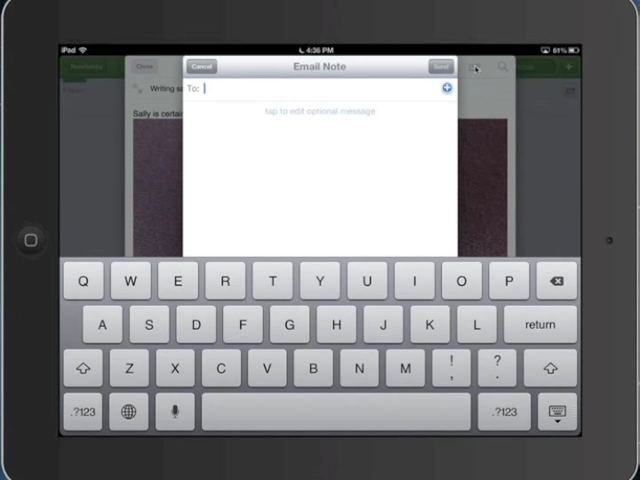 iPad 4:36 PM 61%
Cancel Email Note Send
Close
To:
Writing s
tap to edit optional message
Sally is certai
Q W E R T Y U I O P
A S D F G H J K L return
Z X C V B N M ! , ? .
.?123 .?123